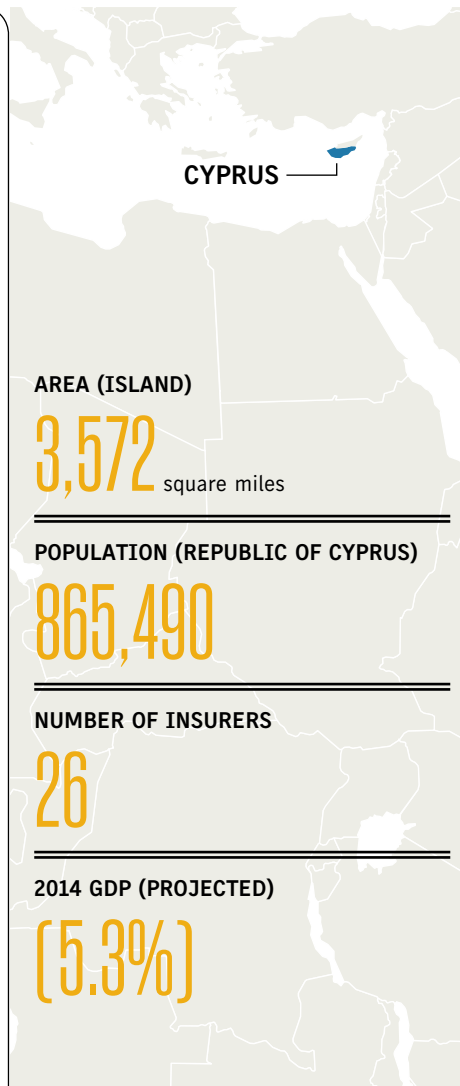 CYPRUS
AREA (ISLAND)
3,572 square miles
POPULATION (REPUBLIC OF CYPRUS)
865,490
NUMBER OF INSURERS
26
2014 GDP (PROJECTED)
(5.3%)